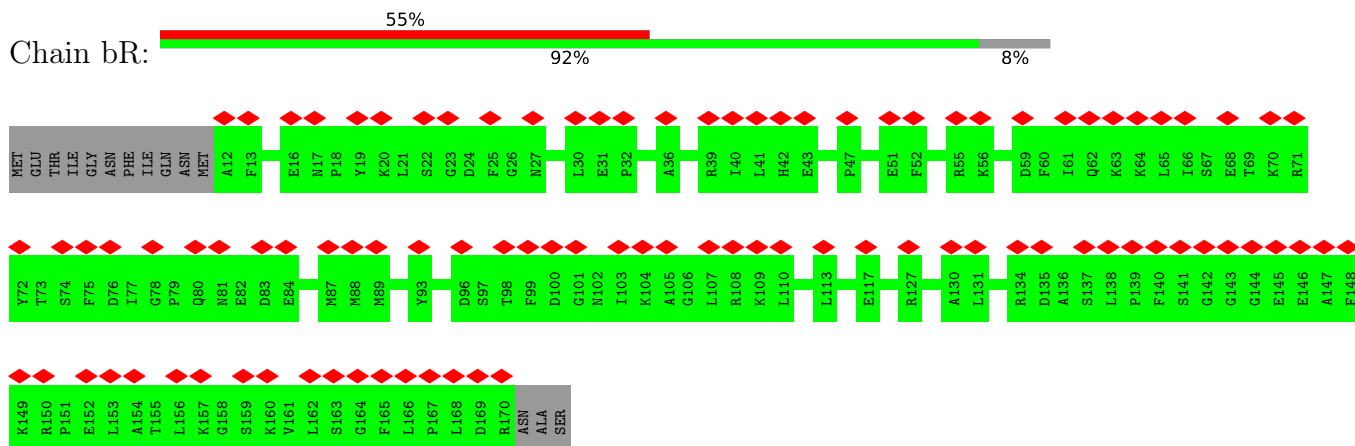 55%
Chain bR:
92% 8%
MET GLU THR ILE GLY ASN PHE ILE GLN ASN MET A12 F13 E16 N17 P18 Y19 K20 L21 S22 G23 D24 F25 G26 N27 L30 E31 P32 A36 R39 I40 L41 H42 E43 P47 E51 F52 R55 K56 D59 F60 I61 Q62 K63 K64 L65 I66 S67 E68 T69 K70 R71
Y72 T73 S74 F75 D76 I77 G78 P79 Q80 N81 E82 D83 E84 M87 M88 M89 Y93 D96 S97 T98 F99 D100 G101 N102 I103 K104 A105 G106 L107 R108 K109 L110 L113 E117 R127 A130 L131 R134 D135 A136 S137 L138 P139 F140 S141 G142 G143 G144 E145 E146 A147 F148
K149 R150 P151 E152 L153 A154 T155 L156 K157 G158 S159 K160 V161 L162 S163 G164 F165 L166 P167 L168 D169 R170 ASN ALA SER